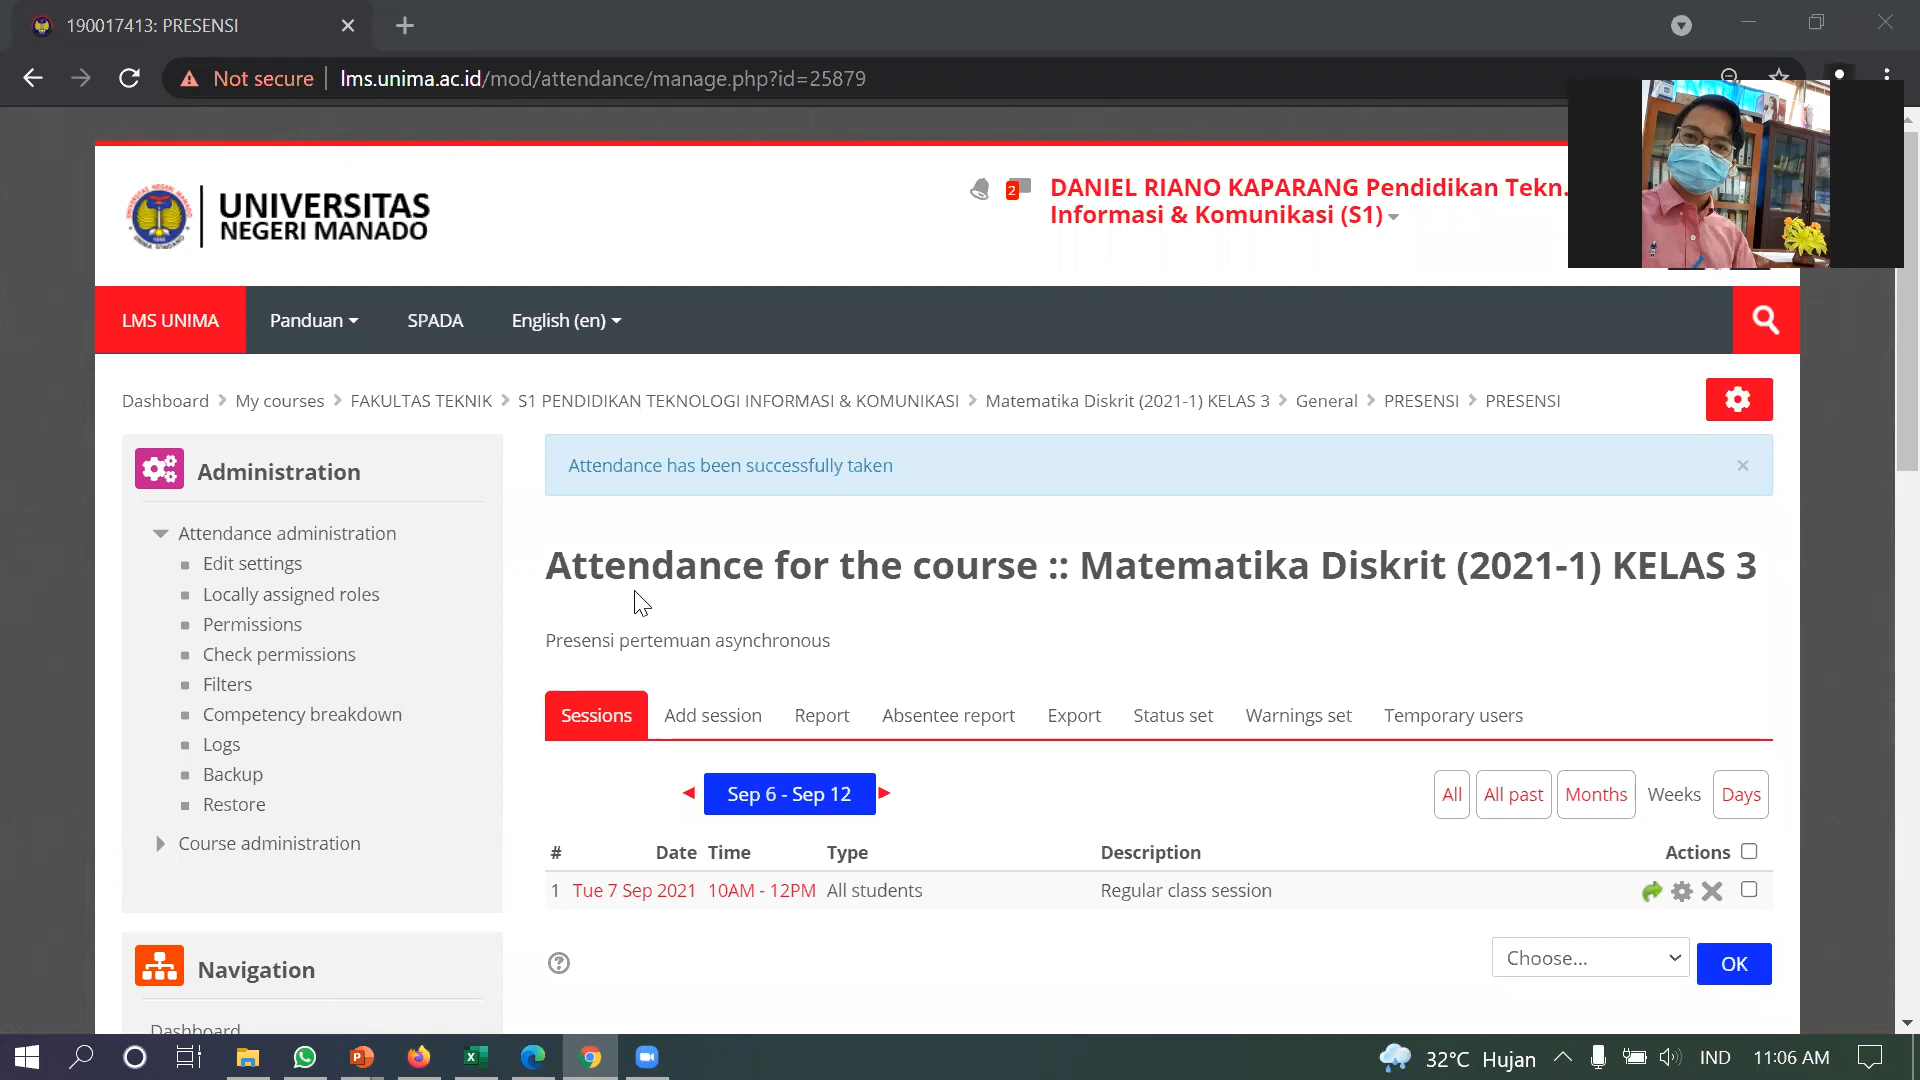 190017413: PRESENSI
Not secure
lms.unima.ac.id/mod/attendance/manage.php?id=25879
UNIVERSITAS
NEGERI MANADO
2
DANIEL RIANO KAPARANG Pendidikan Tekn.
Informasi & Komunikasi (S1)
LMS UNIMA
Panduan
SPADA
English (en)
Dashboard
My courses
FAKULTAS TEKNIK
S1 PENDIDIKAN TEKNOLOGI INFORMASI & KOMUNIKASI
Matematika Diskrit (2021-1) KELAS 3
General
PRESENSI
PRESENSI
Administration
Attendance administration
Edit settings
Locally assigned roles
Permissions
Check permissions
Filters
Competency breakdown
Logs
Backup
Restore
Course administration
Navigation
Dashboard
Attendance has been successfully taken
×
Attendance for the course :: Matematika Diskrit (2021-1) KELAS 3
Presensi pertemuan asynchronous
Sessions
Add session
Report
Absentee report
Export
Status set
Warnings set
Temporary users
Sep 6 - Sep 12
All
All past
Months
Weeks
Days
# Date Time Type Description Actions
1 Tue 7 Sep 2021 10AM - 12PM All students Regular class session
Choose...
OK
32°C Hujan
IND
11:06 AM